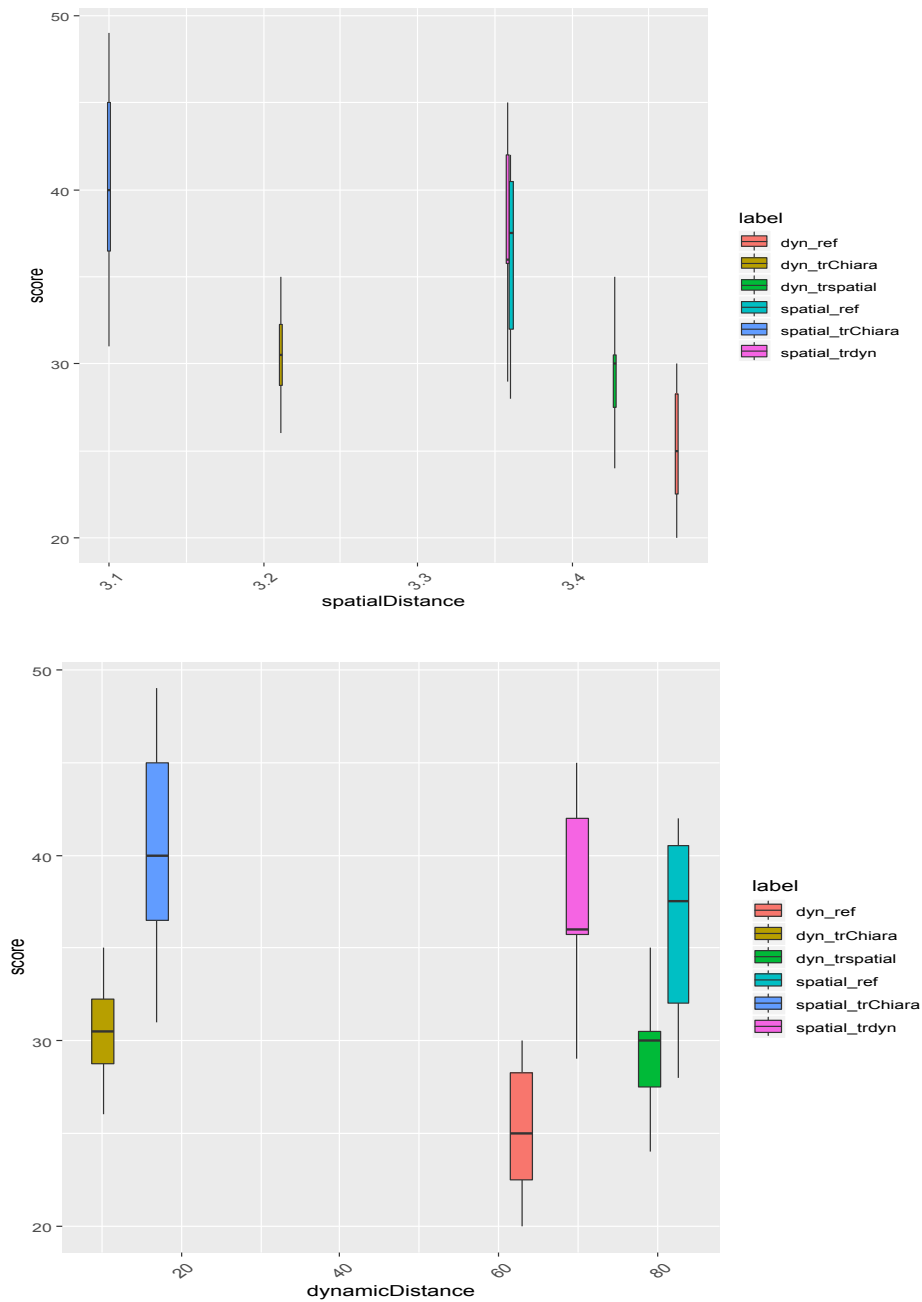 50
40
30
20
score
3.1
3.2
3.3
3.4
spatialDistance
label
dyn_ref
dyn_trChiara
dyn_trspatial
spatial_ref
spatial_trChiara
spatial_trdyn
50
40
30
20
score
20
40
60
80
dynamicDistance
label
dyn_ref
dyn_trChiara
dyn_trspatial
spatial_ref
spatial_trChiara
spatial_trdyn